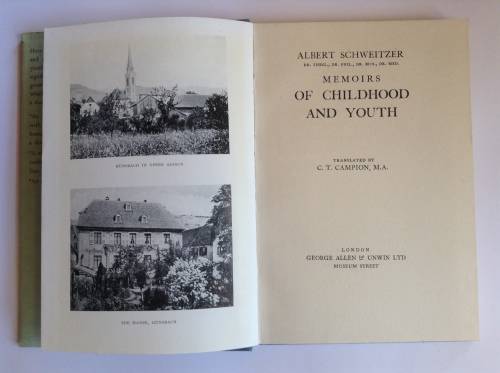 GUNSBACH IN UPPER ALSACE
THE MANSE, GUNSBACH
ALBERT SCHWEITZER
DR. THEOL., DR. PHIL., DR. MUS., DR. MED.
MEMOIRS
OF CHILDHOOD
AND YOUTH
TRANSLATED BY
C. T. CAMPION, M.A.
LONDON
GEORGE ALLEN & UNWIN LTD
MUSEUM STREET